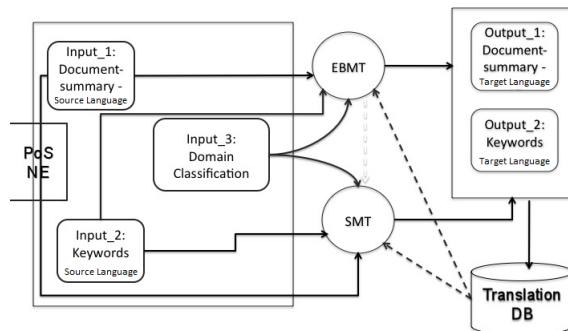 Input_1:
Document-
summary -
Source Language
EBMT
Output_1:
Document-
summary -
Target Language
Output_2:
Keywords
Target Language
PoS
NE
Input_3:
Domain
Classification
Input_2:
Keywords
Source Language
SMT
Translation
DB